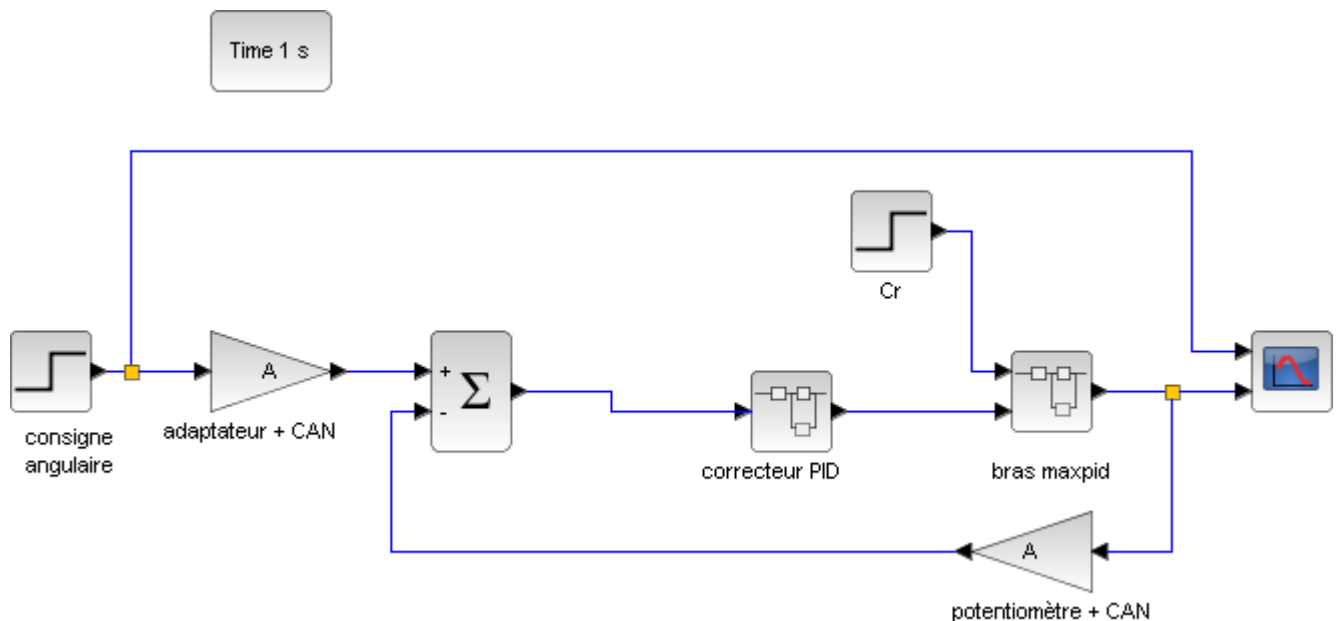 Time 1 s
Cr
A
+
Σ
-
consigne
angulaire
adaptateur + CAN
correcteur PID
bras maxpid
A
potentiomètre + CAN